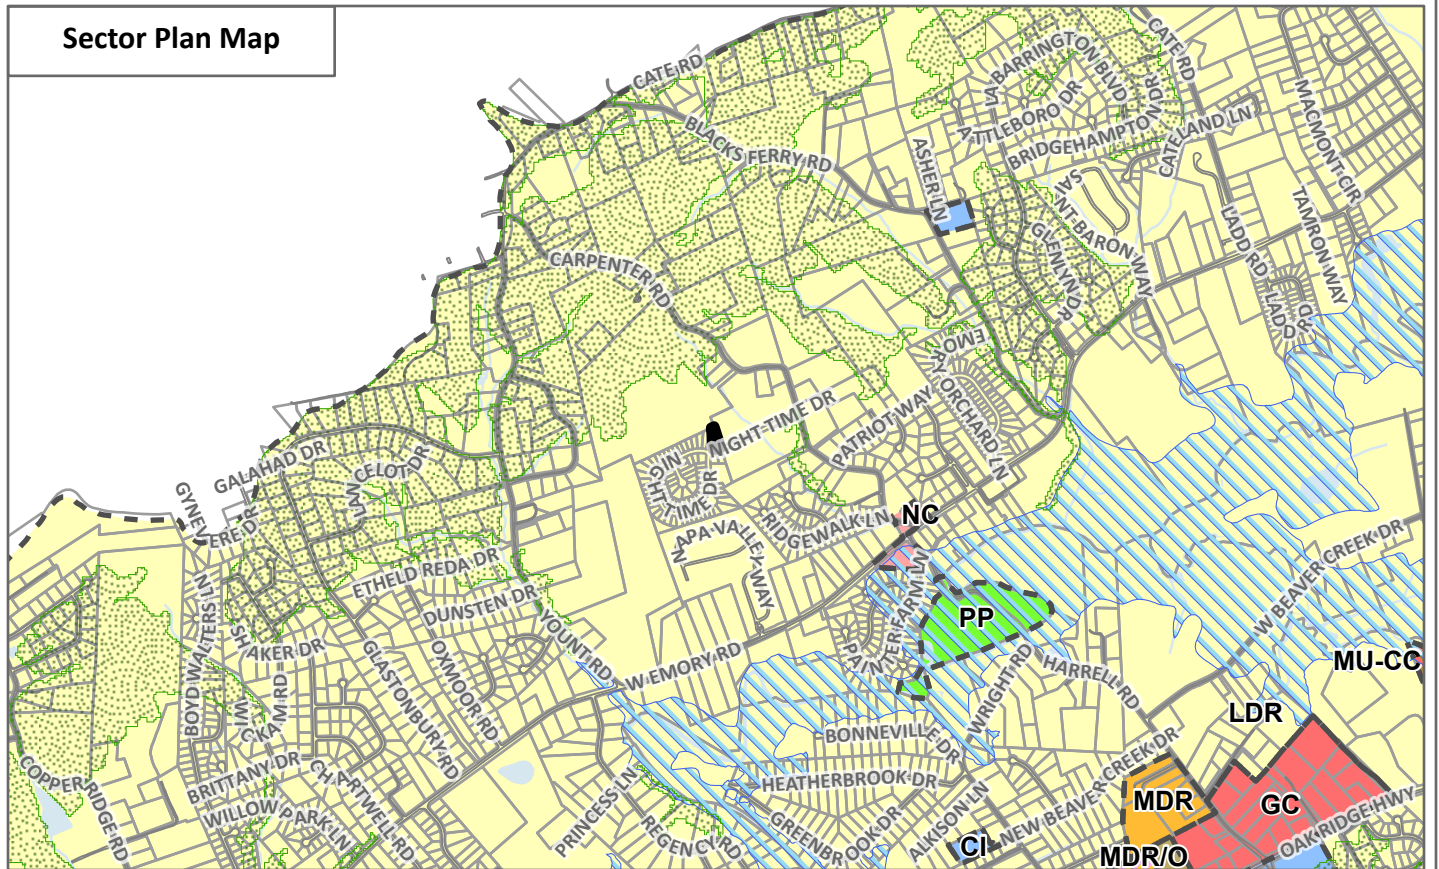 Sector Plan Map
CATE RD
CATE RD
BARRINGTON BLVD
ATTLEBORO DR
BRIDGEHAMPTON DR
CATELAND LN
MACMONT CIR
BLACKS FERRY RD
ASHER LN
SAINT BARON WAY
GLENLYN DR
LADD RD
TAMRON WAY
LADD RD
CARPENTER RD
EMORY ORCHARD LN
PATRIOT WAY
NIGHT-TIME DR
NIGHT-TIME DR
GALAHAD DR
LANCELOT DR
GYNEVERE DR
RIDGEWALK LN
NC
NAPA VALLEY WAY
ETHELDREDA DR
DUNSTEN DR
YOUNT RD
W BEAVER CREEK DR
PAINTER FARM LN
PP
BOYD WALTERS LN
SHAKER DR
WICKAM RD
GLASTONBURY RD
OXMOOR RD
W EMORY RD
WRIGHT RD
HARRELL RD
MU-CC
LDR
BONNEVILLE DR
HEATHERBROOK DR
NEW BEAVER CREEK DR
COPPER RIDGE RD
BRITTANY DR
WILLOW PARK LN
CHARTWELL RD
PRINCESS LN
REGENCY RD
GREENBROOK DR
ALKISON LN
CI
MDR
GC
MDR/O
OAK RIDGE HWY